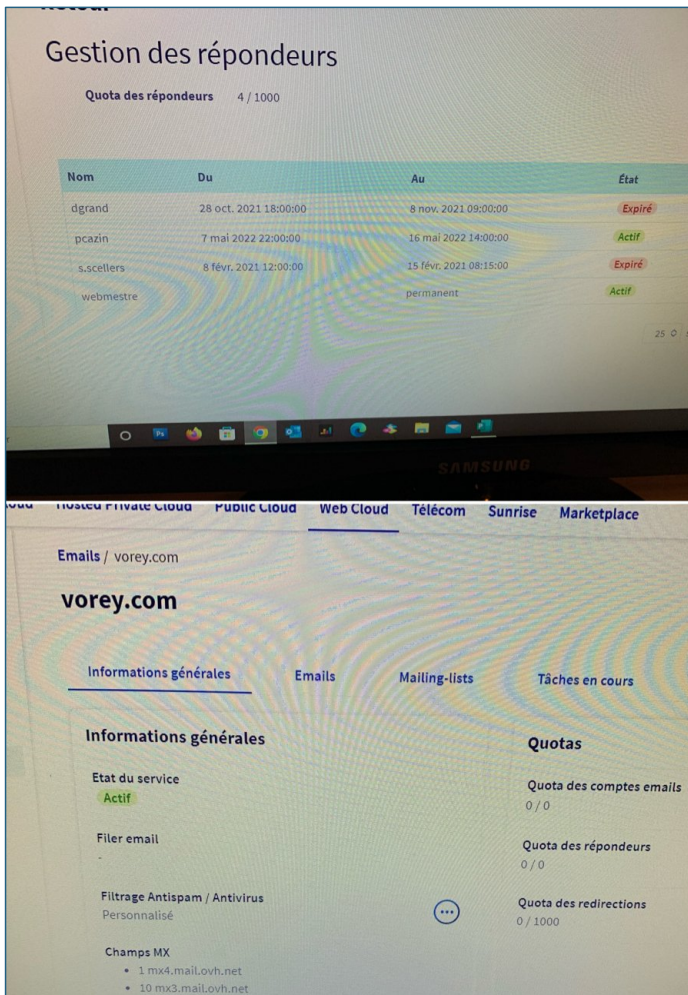 Retour
Gestion des répondeurs
Quota des répondeurs 4 / 1000
Nom Du Au État
dgrand 28 oct. 2021 18:00:00 8 nov. 2021 09:00:00 Expiré
pcazin 7 mai 2022 22:00:00 16 mai 2022 14:00:00 Actif
s.scellers 8 févr. 2021 12:00:00 15 févr. 2021 08:15:00 Expiré
webmestre permanent Actif
25
Ps
SAMSUNG
Hosted Private Cloud Public Cloud Web Cloud Télécom Sunrise Marketplace
Emails / vorey.com
vorey.com
Informations générales Emails Mailing-lists Tâches en cours
Informations générales Quotas
Etat du service Quota des comptes emails
Actif 0 / 0
Filer email Quota des répondeurs
- 0 / 0
Filtrage Antispam / Antivirus Quota des redirections
Personnalisé 0 / 1000
Champs MX
• 1 mx4.mail.ovh.net
• 10 mx3.mail.ovh.net